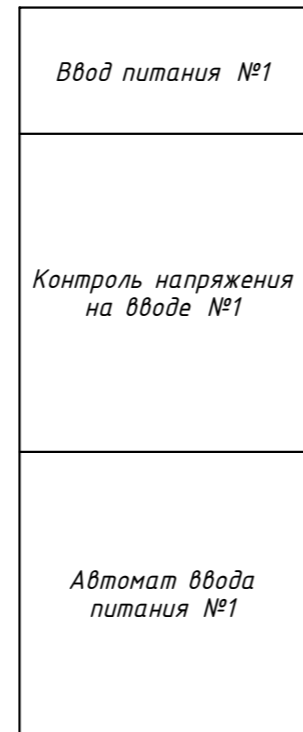 Ввод питания №1
Контроль напряжения
на вводе №1
Автомат ввода
питания №1